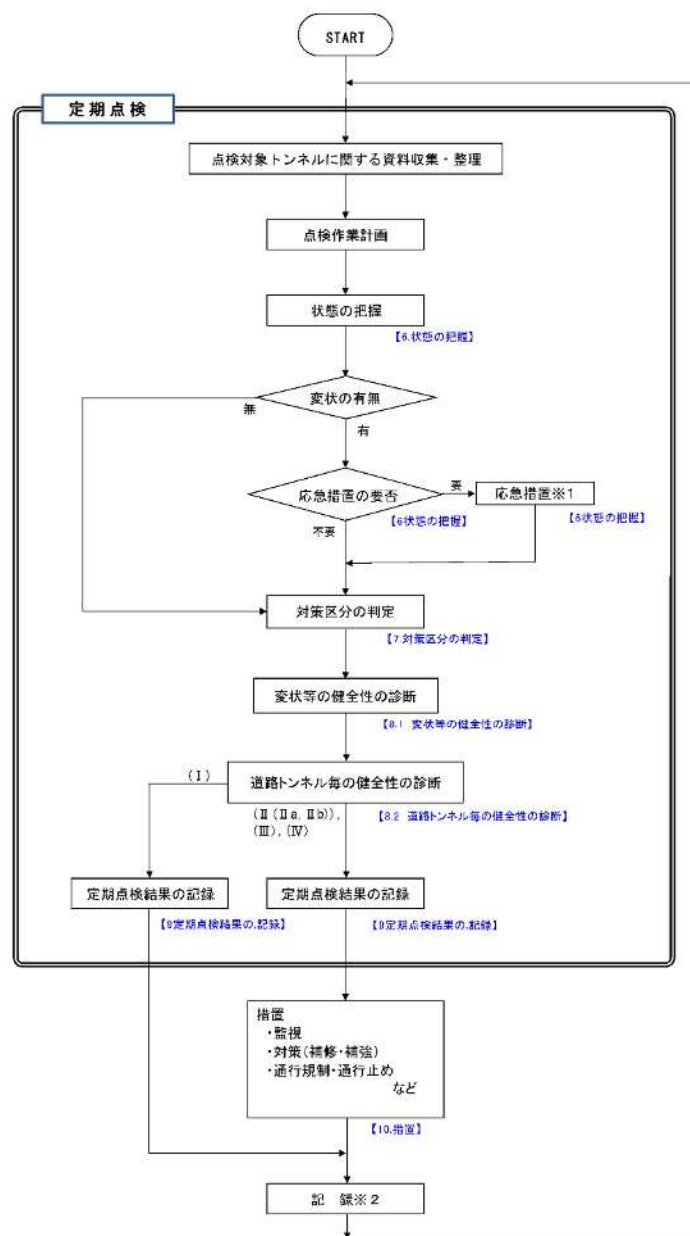 START
定期点検
点検対象トンネルに関する資料収集・整理
点検作業計画
状態の把握
【6.状態の把握】
変状の有無
無
有
応急措置の要否
要
応急措置※1
【6状態の把握】
【6状態の把握】
不要
対策区分の判定
【7.対策区分の判定】
変状等の健全性の診断
【8.1 変状等の健全性の診断】
(Ⅰ)
道路トンネル毎の健全性の診断
(Ⅱ(Ⅱa, Ⅱb)),
(Ⅲ), (Ⅳ)
【8.2 道路トンネル毎の健全性の診断】
定期点検結果の記録
定期点検結果の記録
【9定期点検結果の.記録】
【9定期点検結果の.記録】
措置
・監視
・対策(補修・補強)
・通行規制・通行止め
など
【10.措置】
記 録※2